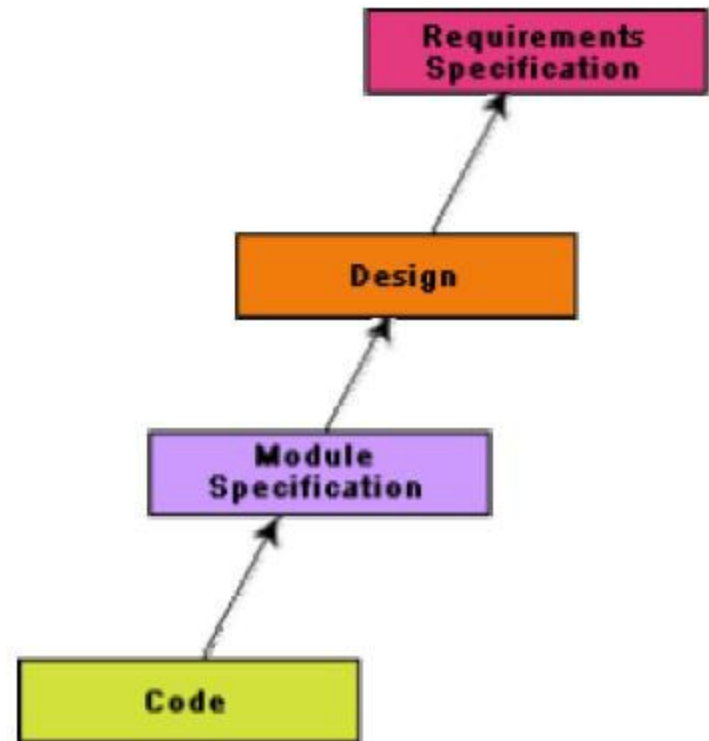 Requirements
Specification
Design
Module
Specification
Code